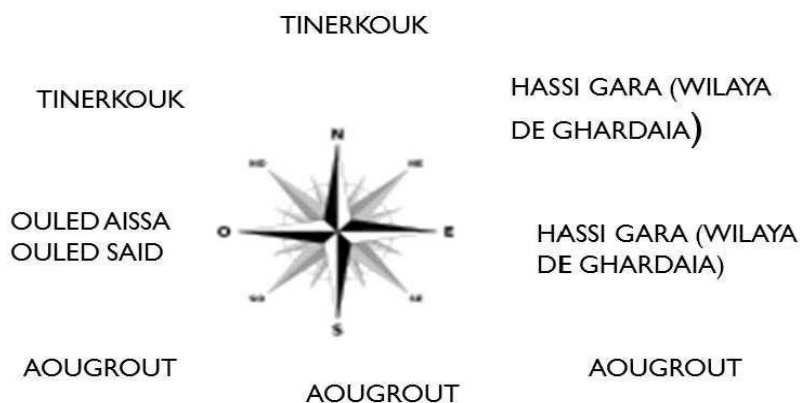 TINERKOUK
TINERKOUK
HASSI GARA (WILAYA
DE GHARDAIA)
N
O
E
OULED AISSA
OULED SAID
HASSI GARA (WILAYA
DE GHARDAIA)
S
AOUGROUT
AOUGROUT
AOUGROUT